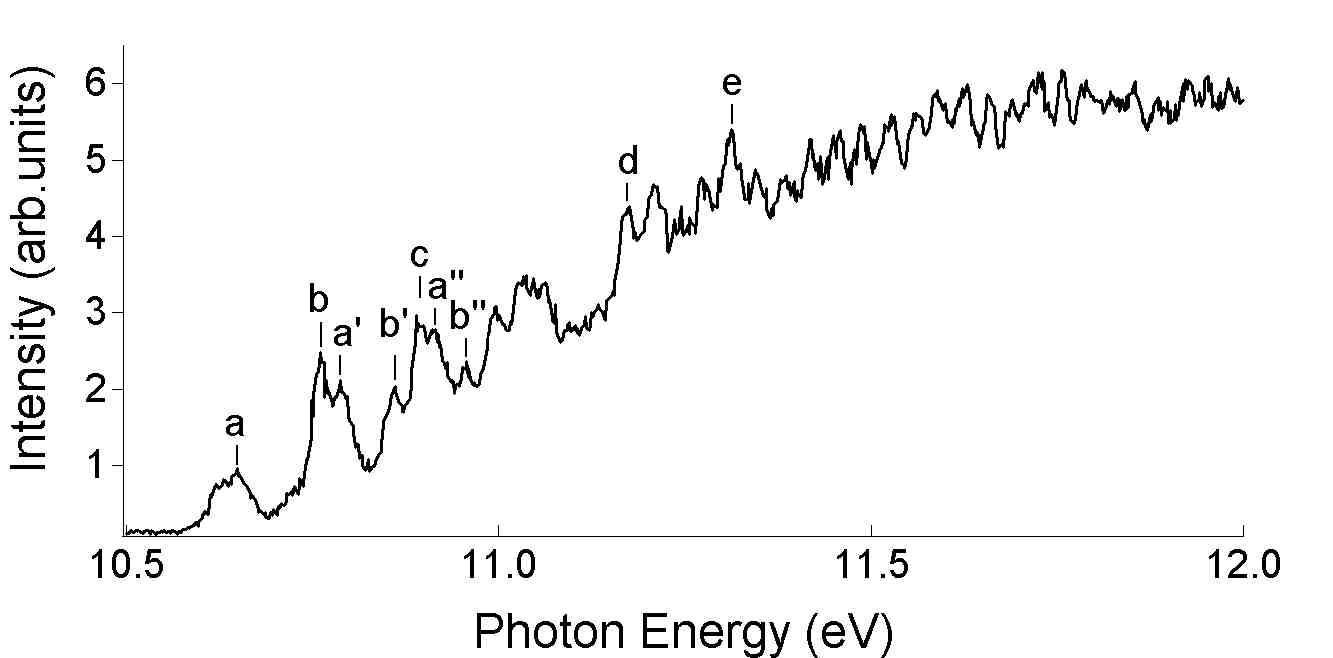 Intensity (arb.units)
6
5
4
3
2
1
a
b
a'
b'
c
a"
b"
d
e
10.5
11.0
11.5
12.0
Photon Energy (eV)